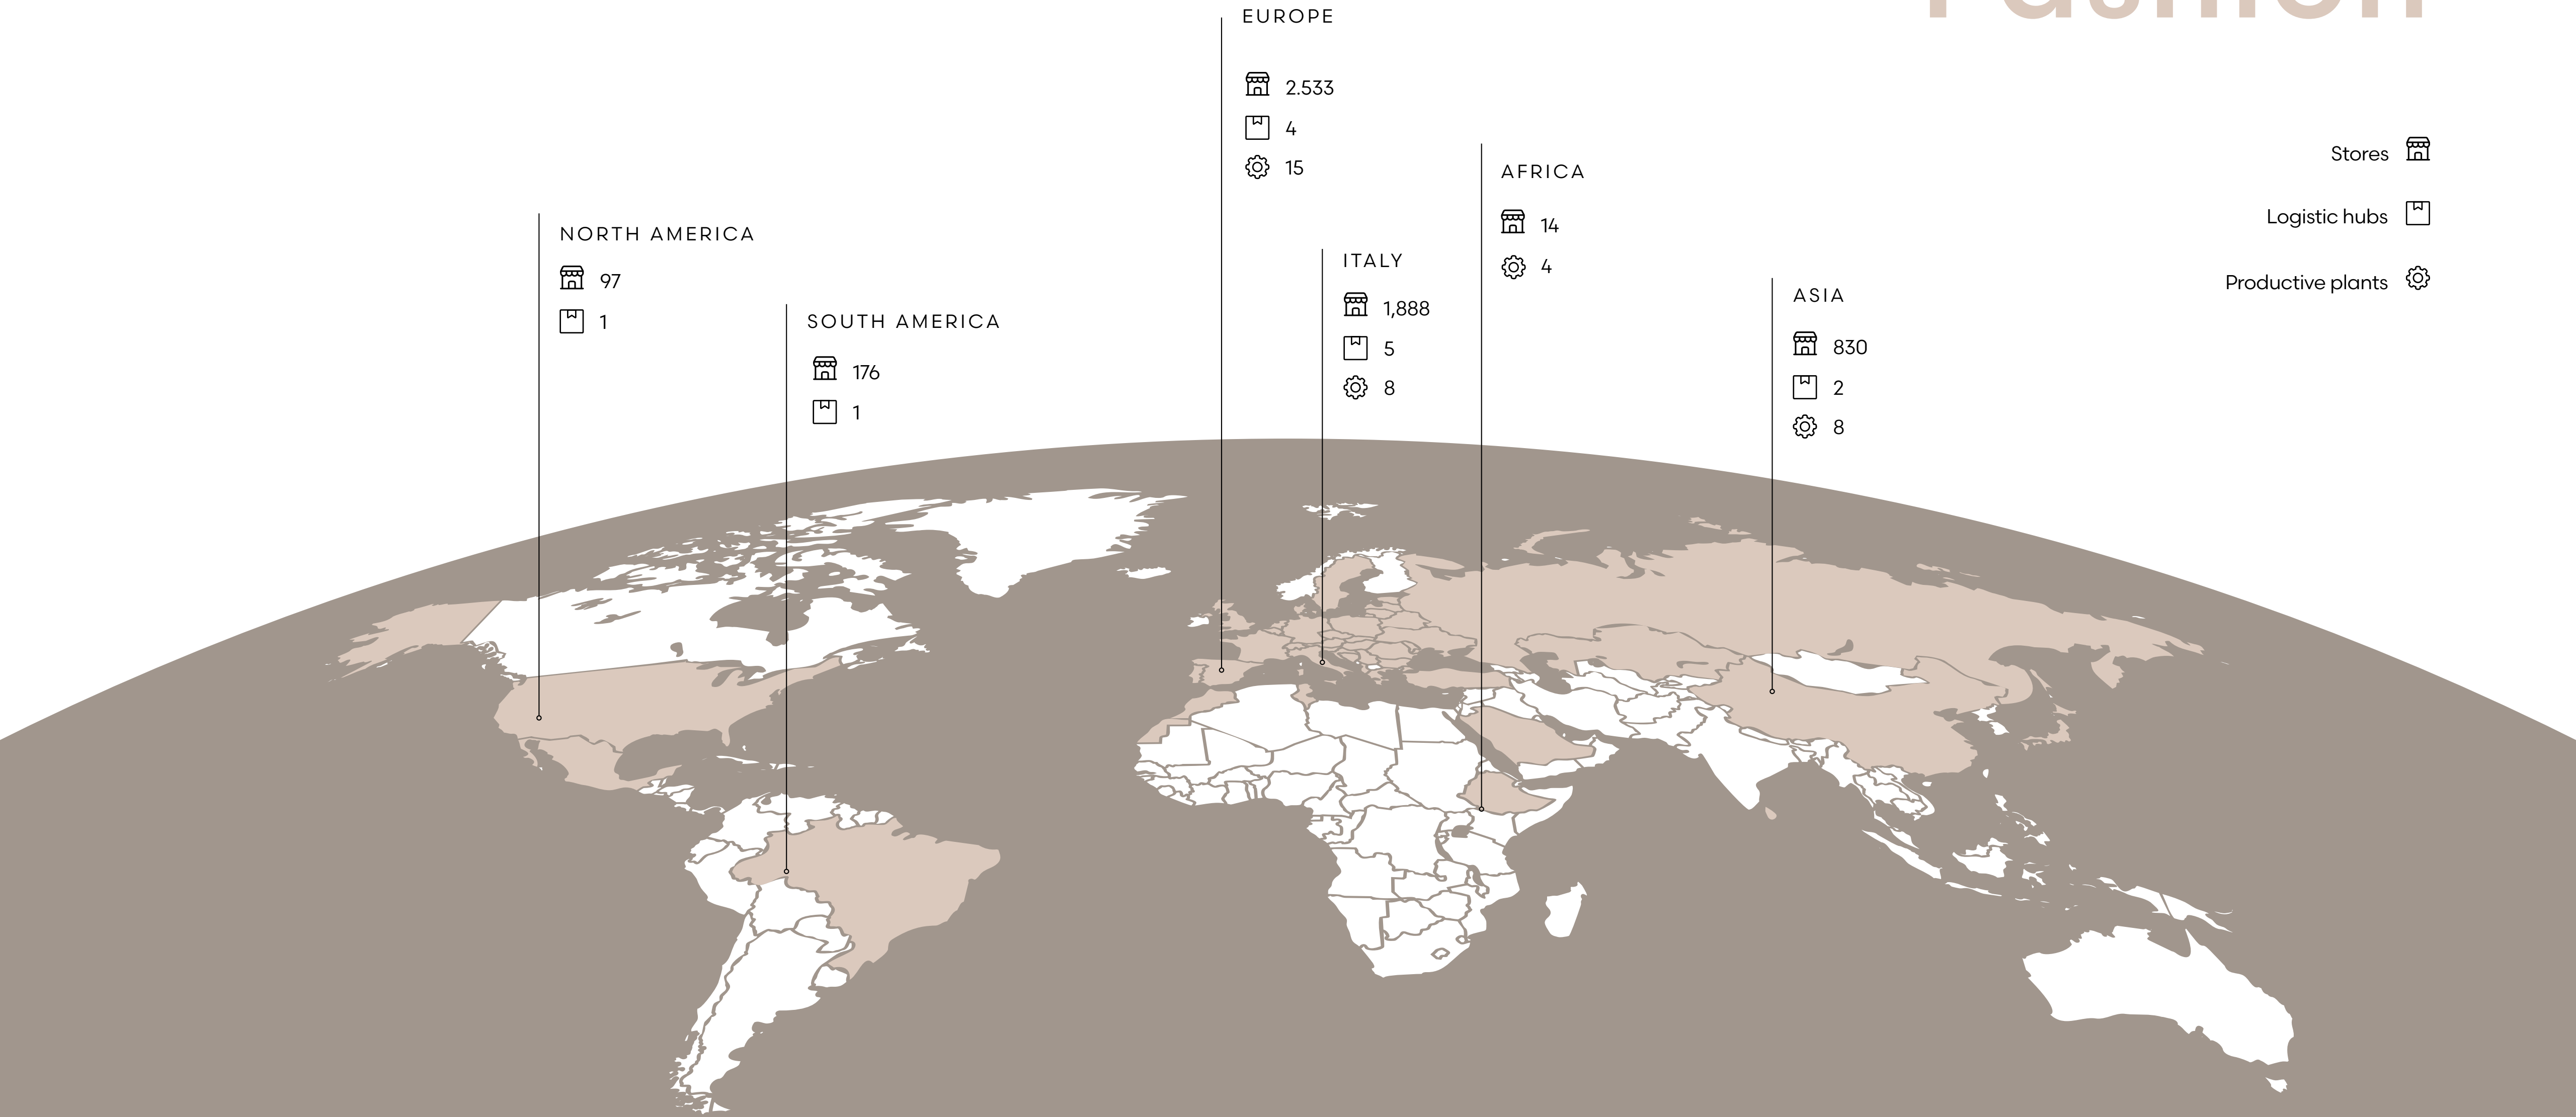 Fashion
EUROPE
2.533
4
15
Stores
Logistic hubs
Productive plants
AFRICA
14
4
NORTH AMERICA
97
1
ITALY
1,888
5
8
ASIA
830
2
8
SOUTH AMERICA
176
1